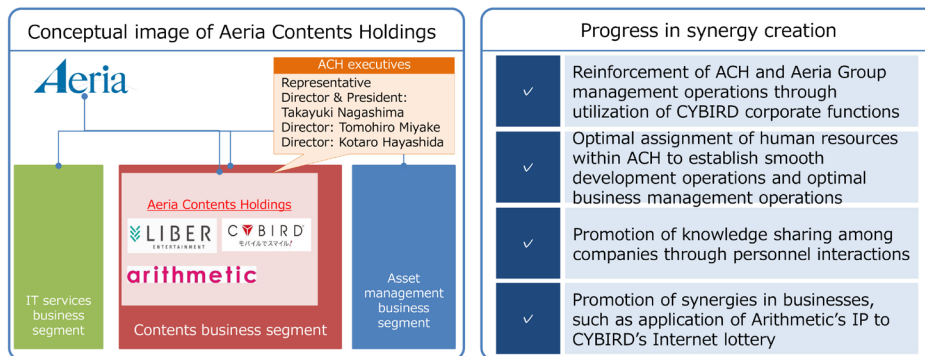 Conceptual image of Aeria Contents Holdings
Aeria
ACH executives
Representative
Director & President:
Takayuki Nagashima
Director: Tomohiro Miyake
Director: Kotaro Hayashida
Aeria Contents Holdings
LIBER
ENTERTAINMENT
CYBIRD
モバイルでスマイル!
arithmetic
IT services
business
segment
Contents business segment
Asset
management
business
segment
Progress in synergy creation
✓
Reinforcement of ACH and Aeria Group
management operations through
utilization of CYBIRD corporate functions
✓
Optimal assignment of human resources
within ACH to establish smooth
development operations and optimal
business management operations
✓
Promotion of knowledge sharing among
companies through personnel interactions
✓
Promotion of synergies in businesses,
such as application of Arithmetic's IP to
CYBIRD's Internet lottery